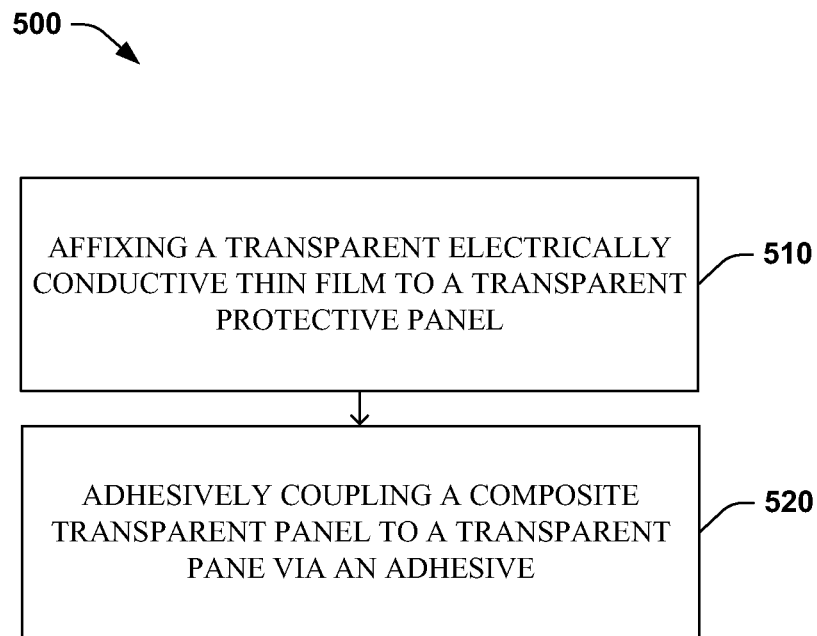 500
AFFIXING A TRANSPARENT ELECTRICALLY
CONDUCTIVE THIN FILM TO A TRANSPARENT
PROTECTIVE PANEL
510
ADHESIVELY COUPLING A COMPOSITE
TRANSPARENT PANEL TO A TRANSPARENT
PANE VIA AN ADHESIVE
520